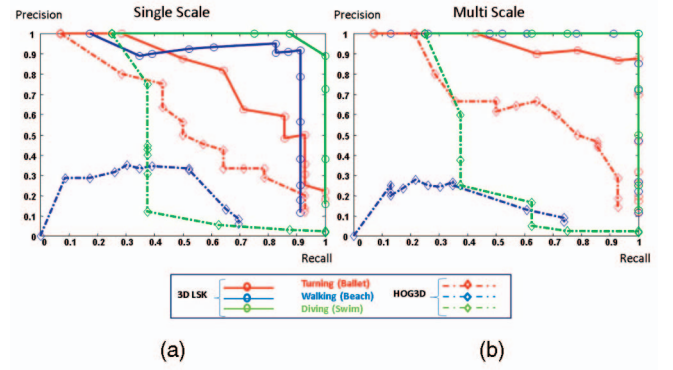 Single Scale
Multi Scale
Precision
Precision
1
0.9
0.8
0.7
0.6
0.5
0.4
0.3
0.2
0.1
0
0 0.1 0.2 0.3 0.4 0.5 0.6 0.7 0.8 0.9 1
Recall
1
0.9
0.8
0.7
0.6
0.5
0.4
0.3
0.2
0.1
0
0 0.1 0.2 0.3 0.4 0.5 0.6 0.7 0.8 0.9 1
Recall
3D LSK
Turning (Ballet)
Walking (Beach)
Diving (Swim)
HOG3D
(a)
(b)